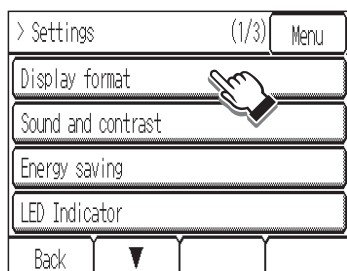 > Settings (1/3) Menu
Display format
Sound and contrast
Energy saving
LED Indicator
Back ▼